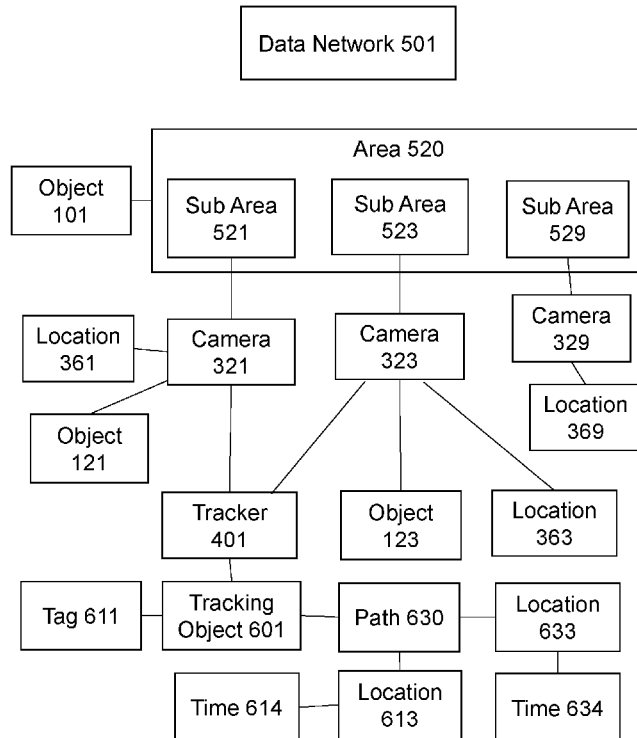 Data Network 501
Area 520
Object
101
Sub Area
521
Sub Area
523
Sub Area
529
Location
361
Camera
321
Camera
323
Camera
329
Object
121
Location
369
Tracker
401
Object
123
Location
363
Tag 611
Tracking
Object 601
Path 630
Location
633
Time 614
Location
613
Time 634